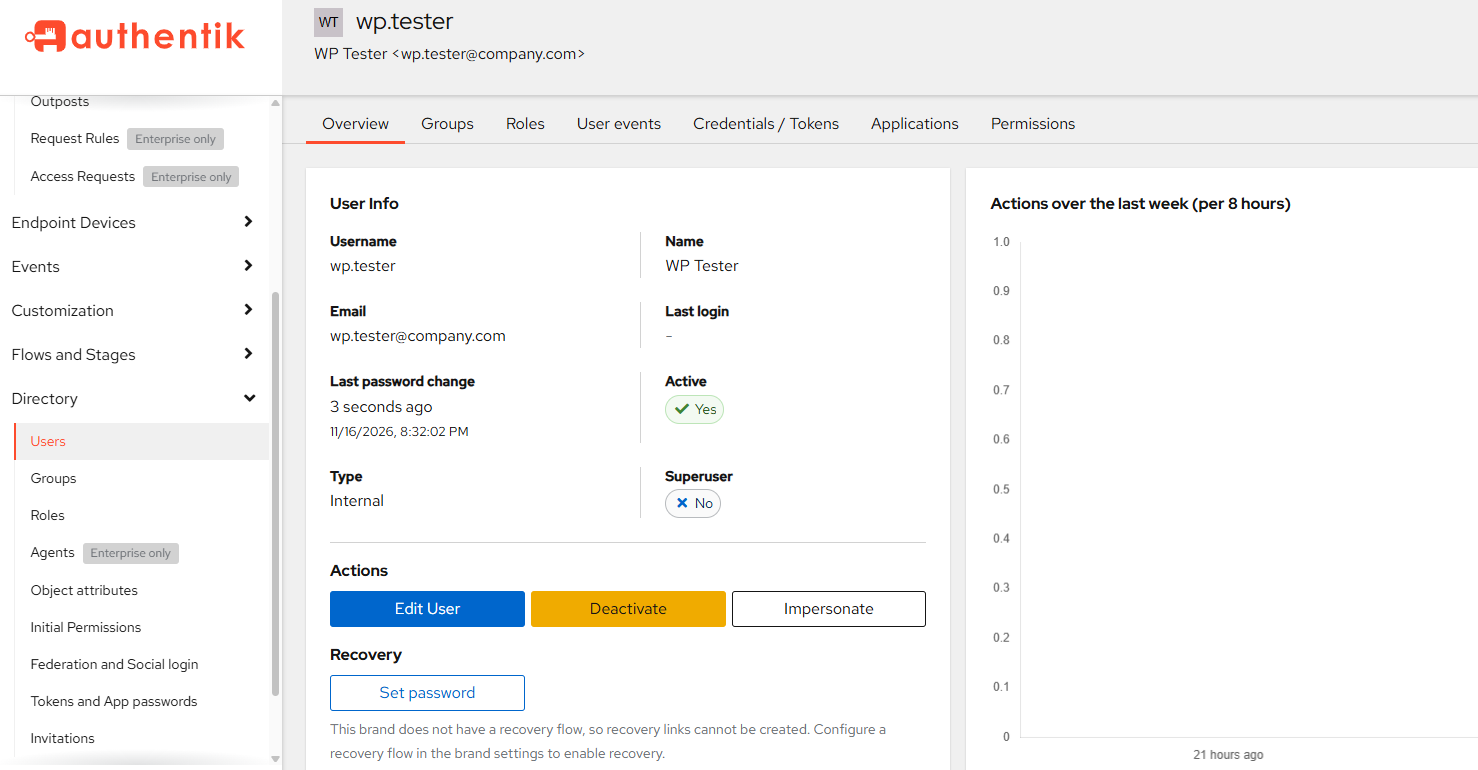 authentik
WT wp.tester
WP Tester <wp.tester@company.com>
Outposts
Request Rules Enterprise only
Access Requests Enterprise only
Endpoint Devices
Events
Customization
Flows and Stages
Directory
Users
Groups
Roles
Agents Enterprise only
Object attributes
Initial Permissions
Federation and Social login
Tokens and App passwords
Invitations
Overview Groups Roles User events Credentials / Tokens Applications Permissions
User Info
Username
wp.tester
Name
WP Tester
Email
wp.tester@company.com
Last login
-
Last password change
3 seconds ago
11/16/2026, 8:32:02 PM
Active
Yes
Type
Internal
Superuser
No
Actions
Edit User Deactivate Impersonate
Recovery
Set password
This brand does not have a recovery flow, so recovery links cannot be created. Configure a
recovery flow in the brand settings to enable recovery.
Actions over the last week (per 8 hours)
1.0
0.9
0.8
0.7
0.6
0.5
0.4
0.3
0.2
0.1
0
21 hours ago